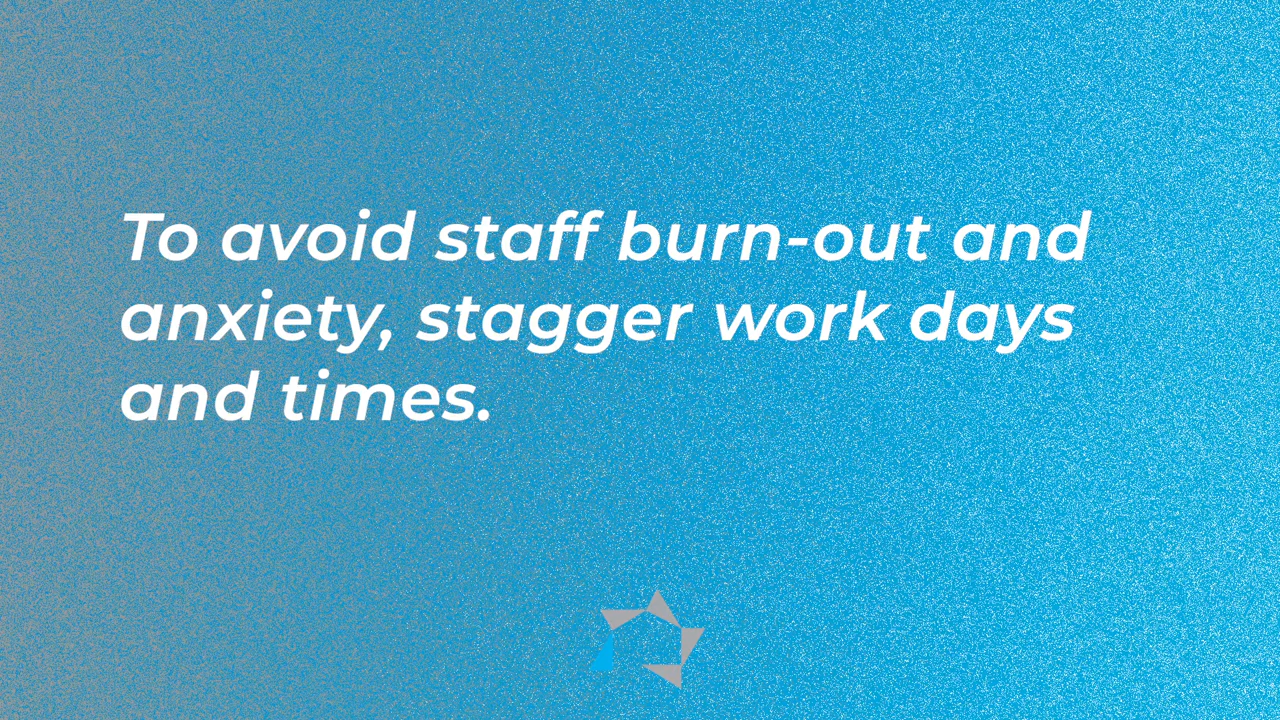 To avoid staff burn-out and
anxiety, stagger work days
and times.